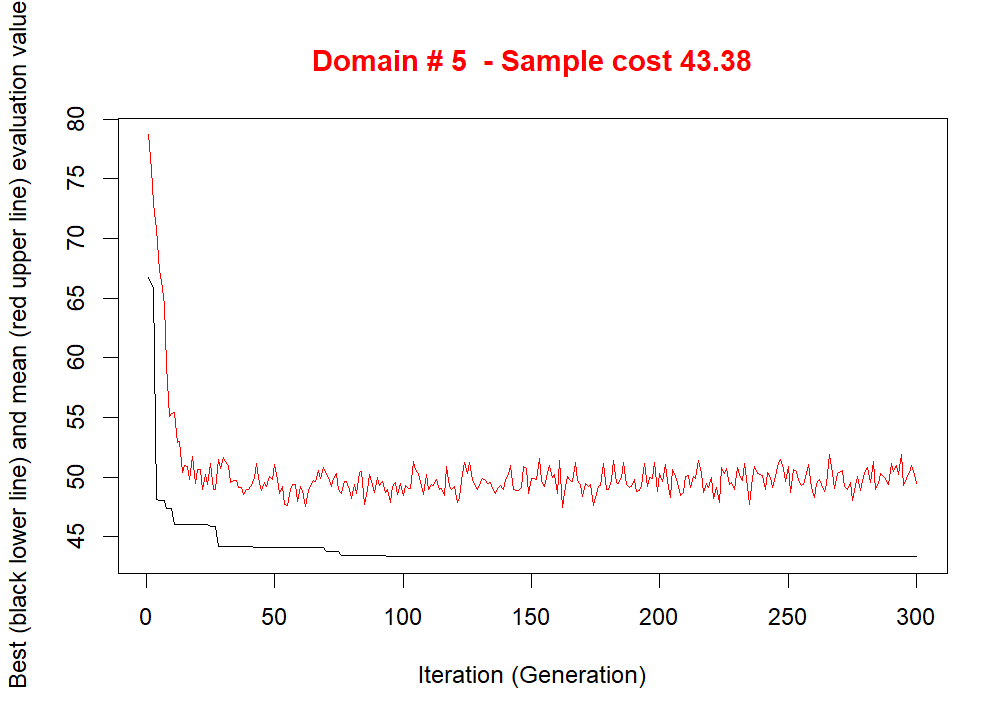 Domain # 5  - Sample cost 43.38
Best (black lower line) and mean (red upper line) evaluation value
80
75
70
65
60
55
50
45
0 50 100 150 200 250 300
Iteration (Generation)